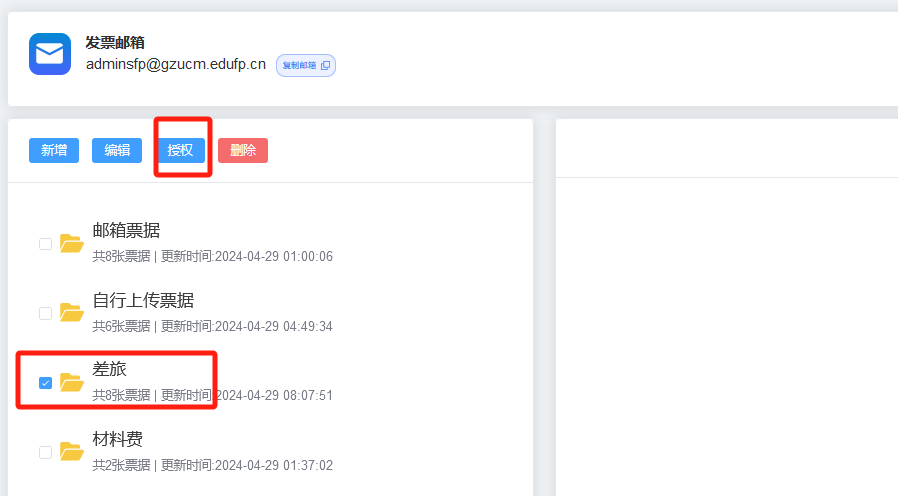 发票邮箱
adminsfp@gzucm.edufp.cn 复制邮箱
新增 编辑 授权 删除
邮箱票据
共8张票据 | 更新时间:2024-04-29 01:00:06
自行上传票据
共6张票据 | 更新时间:2024-04-29 04:49:34
差旅
共8张票据 | 更新时间:2024-04-29 08:07:51
材料费
共2张票据 | 更新时间:2024-04-29 01:37:02